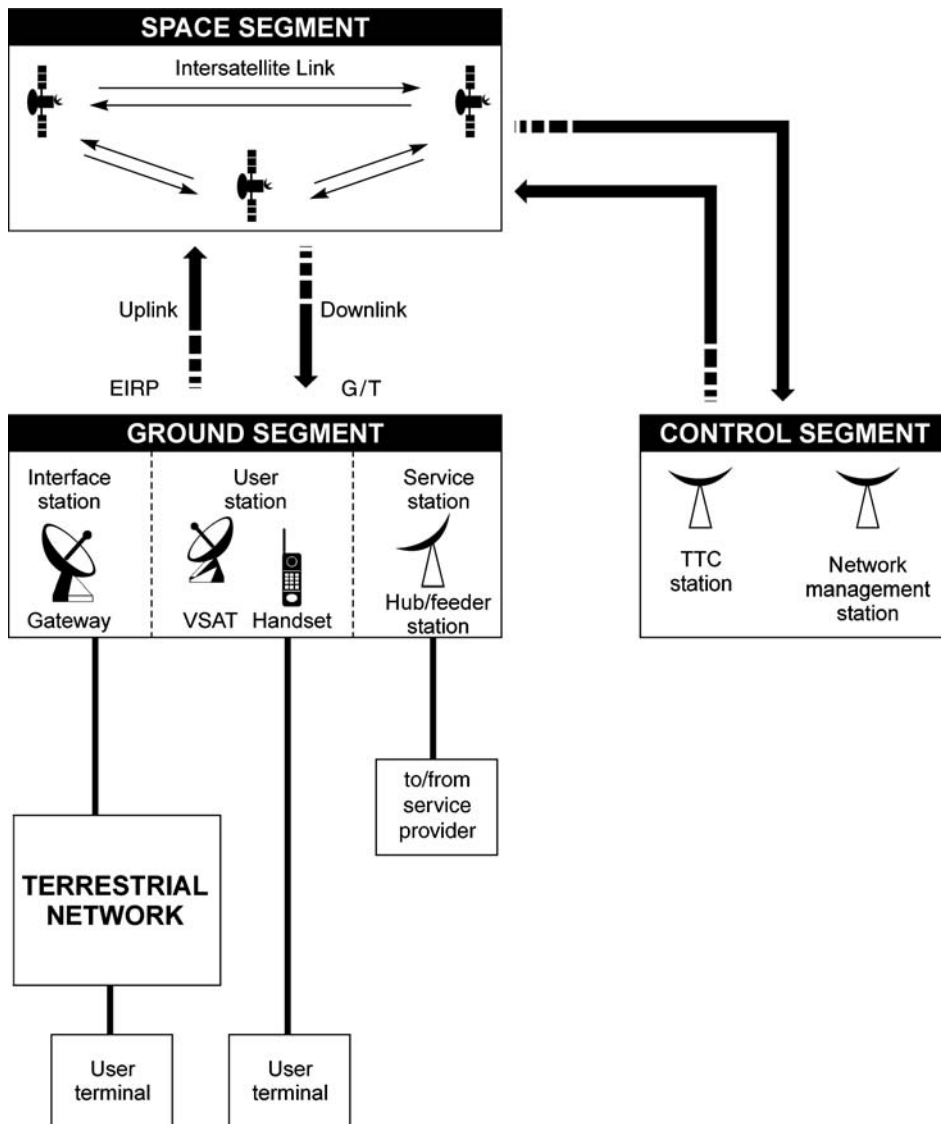 SPACE SEGMENT
Intersatellite Link
Uplink
Downlink
EIRP
G/T
GROUND SEGMENT
Interface
station
Gateway
User
station
VSAT
Handset
Service
station
Hub/feeder
station
CONTROL SEGMENT
TTC
station
Network
management
station
to/from
service
provider
TERRESTRIAL
NETWORK
User
terminal
User
terminal